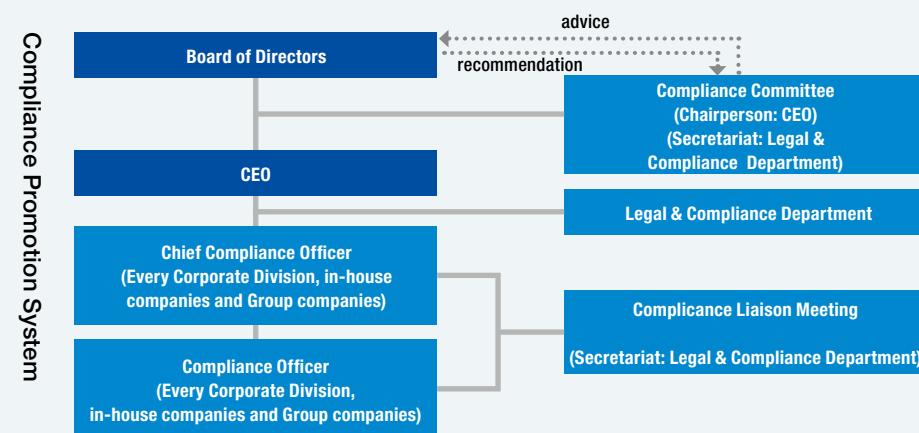 Compliance Promotion System
advice
Board of Directors
recommendation
Compliance Committee
(Chairperson: CEO)
(Secretariat: Legal &
Compliance Department)
CEO
Legal & Compliance Department
Chief Compliance Officer
(Every Corporate Division, in-house
companies and Group companies)
Complicance Liaison Meeting
(Secretariat: Legal & Compliance Department)
Compliance Officer
(Every Corporate Division,
in-house companies and Group companies)